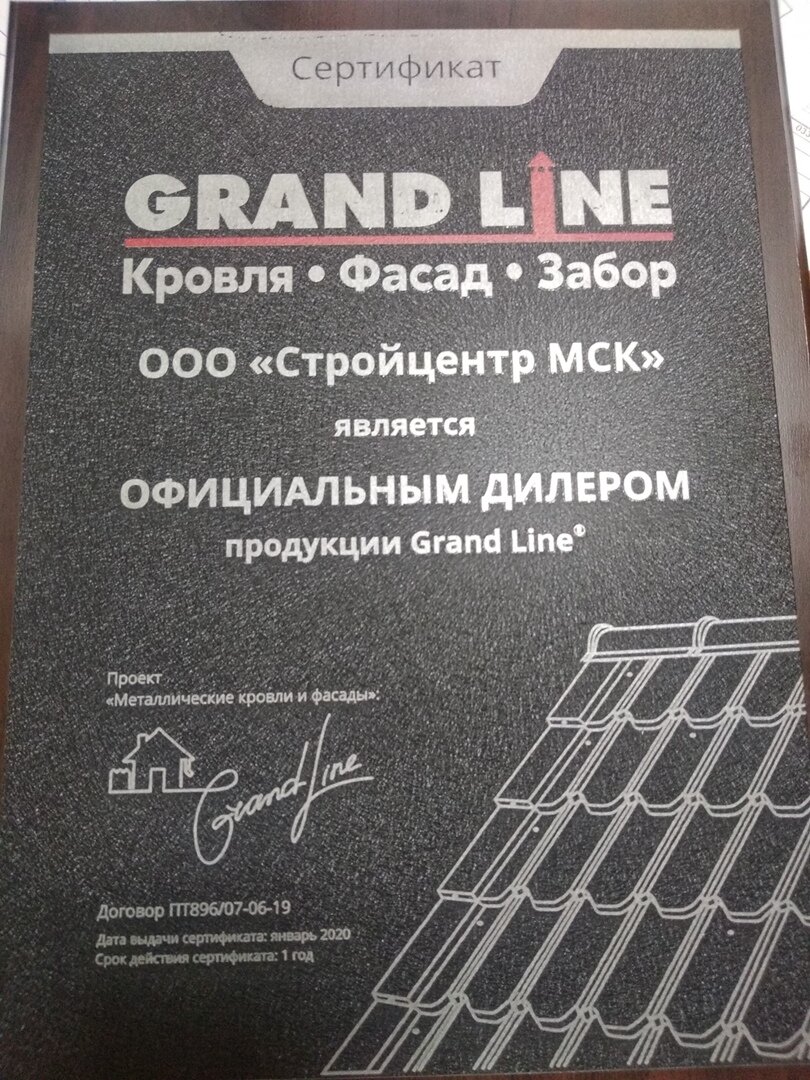 Сертификат
GRAND LINE
Кровля • Фасад • Забор
ООО «Стройцентр МСК»
является
ОФИЦИАЛЬНЫМ ДИЛЕРОМ
продукции Grand Line®
Проект
«Металлические кровли и фасады»:
Grand Line
Договор ПТ896/07-06-19
Дата выдачи сертификата: январь 2020
Срок действия сертификата: 1 год